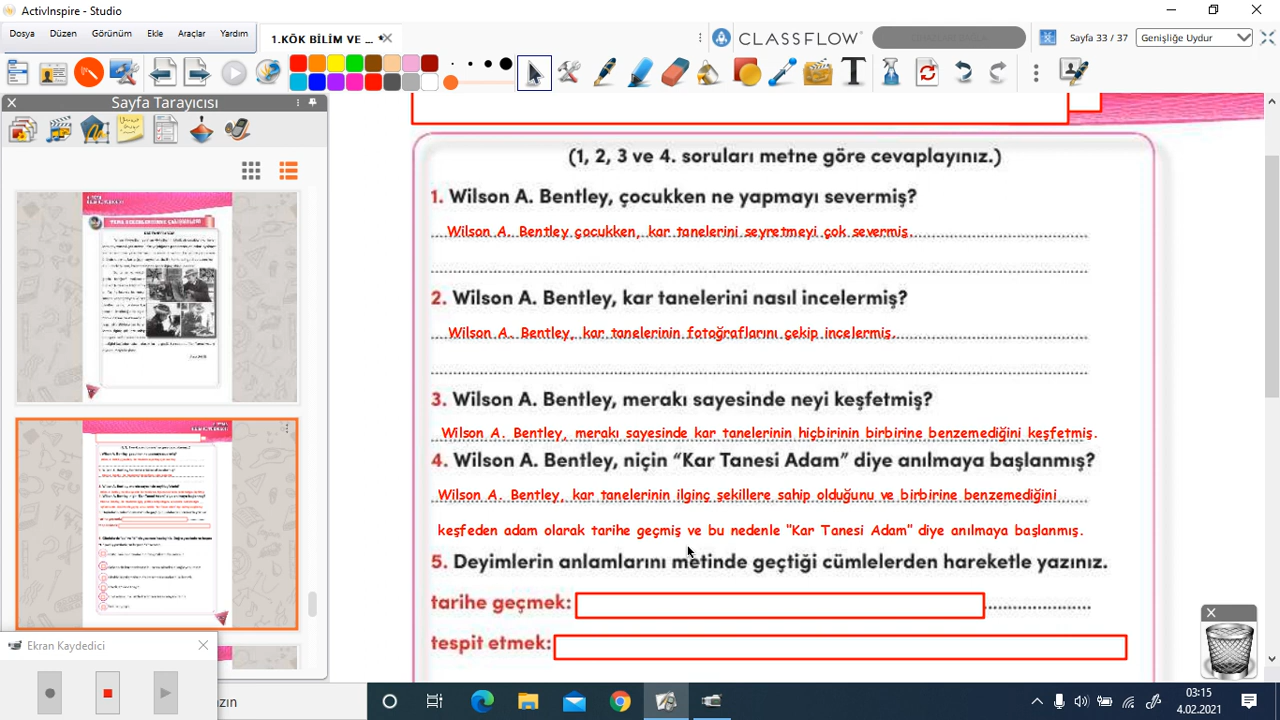 ActivInspire - Studio
Dosya Düzen Görünüm Ekle Araçlar Yardım
1.KÖK BİLİM VE ...
CLASSFLOW
Sayfa 33 / 37
Genişliğe Uydur
Sayfa Tarayıcısı
(1, 2, 3 ve 4. soruları metne göre cevaplayınız.)
1. Wilson A. Bentley, çocukken ne yapmayı severmiş?
Wilson A. Bentley çocukken, kar tanelerini seyretmeyi çok severmiş.
2. Wilson A. Bentley, kar tanelerini nasıl incelermiş?
Wilson A. Bentley, kar tanelerinin fotoğraflarını çekip incelermiş.
3. Wilson A. Bentley, merakı sayesinde neyi keşfetmiş?
Wilson A. Bentley, merakı sayesinde kar tanelerinin hiçbirinin birbirine benzemediğini keşfetmiş.
4. Wilson A. Bentley, niçin “Kar Tanesi Adam” diye anılmaya başlanmış?
Wilson A. Bentley, kar tanelerinin ilginç şekillere sahip olduğunu ve birbirine benzemediğini
keşfeden adam olarak tarihe geçmiş ve bu nedenle "Kar Tanesi Adam" diye anılmaya başlanmış.
5. Deyimlerin anlamlarını metinde geçtiği cümlelerden hareketle yazınız.
tarihe geçmek:
tespit etmek:
Ekran Kaydedici
zın
03:15
4.02.2021